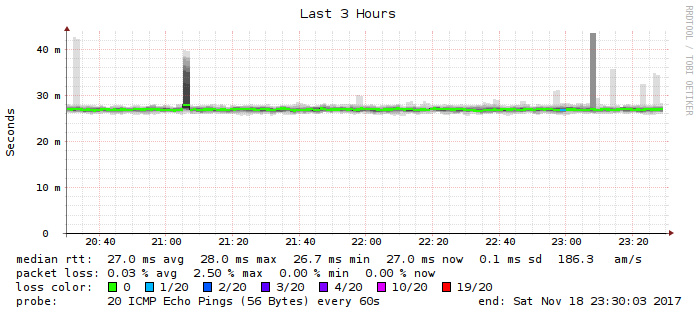 Last 3 Hours
RRDTOOL / TOBI OETIKER
Seconds
40 m
30 m
20 m
10 m
0
20:40 21:00 21:20 21:40 22:00 22:20 22:40 23:00 23:20
median rtt: 27.0 ms avg 28.0 ms max 26.7 ms min 27.0 ms now 0.1 ms sd 186.3 am/s
packet loss: 0.03 % avg 2.50 % max 0.00 % min 0.00 % now
loss color: 0 1/20 2/20 3/20 4/20 10/20 19/20
probe: 20 ICMP Echo Pings (56 Bytes) every 60s end: Sat Nov 18 23:30:03 2017